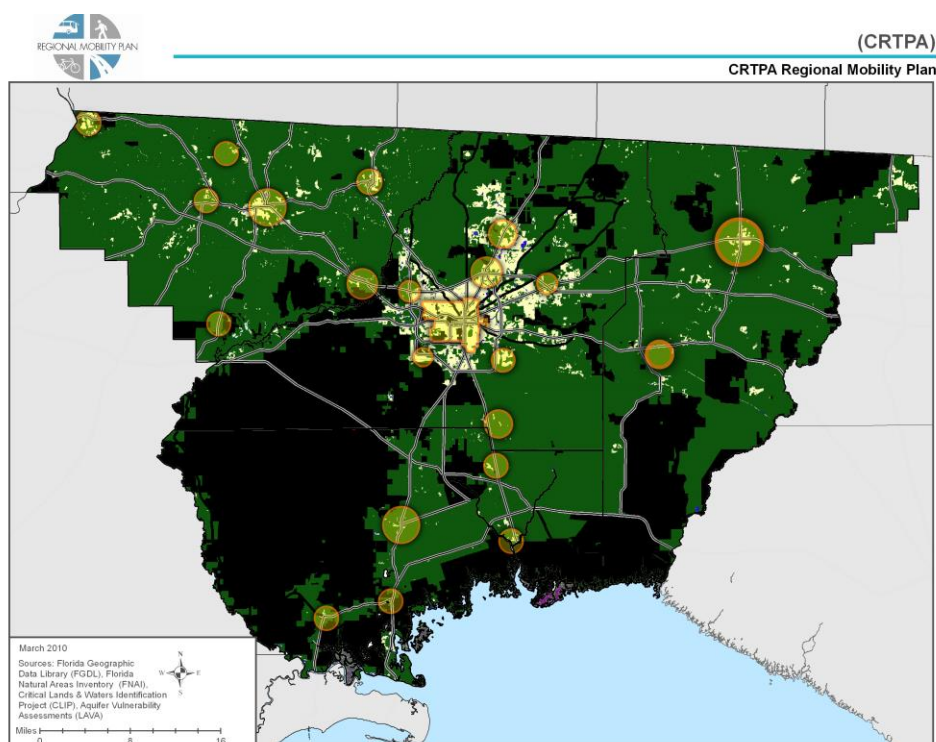 REGIONAL MOBILITY PLAN
(CRTPA)
CRTPA Regional Mobility Plan
March 2010
Sources: Florida Geographic
Data Library (FGDL), Florida
Natural Areas Inventory (FNAI),
Critical Lands & Waters Identification
Project (CLIP), Aquifer Vulnerability
Assessments (LAVA)
N
W E
S
Miles
0 8 16